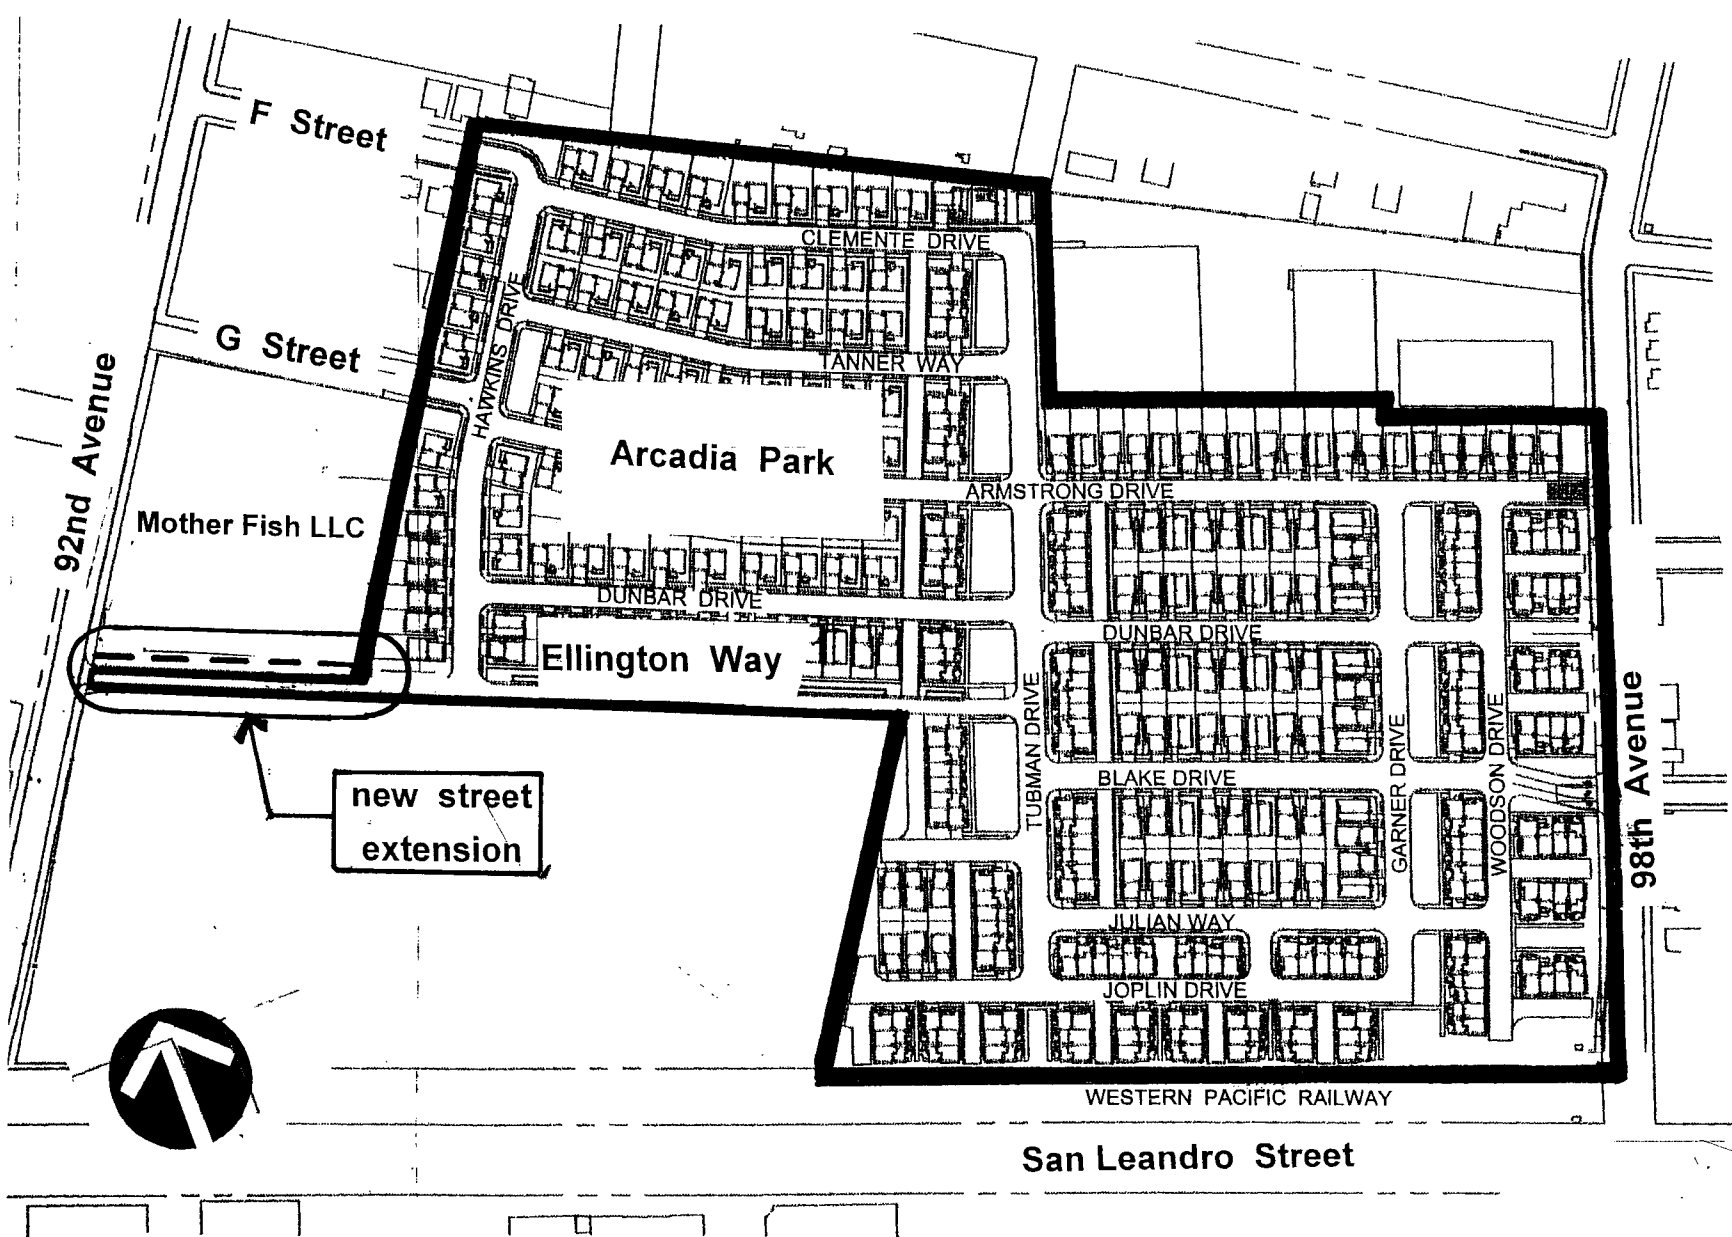 F Street
CLEMENTE DRIVE
HAWKINS DRIVE
G Street
TANNER WAY
92nd Avenue
Arcadia Park
ARMSTRONG DRIVE
Mother Fish LLC
DUNBAR DRIVE
DUNBAR DRIVE
Ellington Way
TUBMAN DRIVE
GARNER DRIVE
WOODSON DRIVE
98th Avenue
BLAKE DRIVE
new street
extension
JULIAN WAY
JOPLIN DRIVE
WESTERN PACIFIC RAILWAY
San Leandro Street